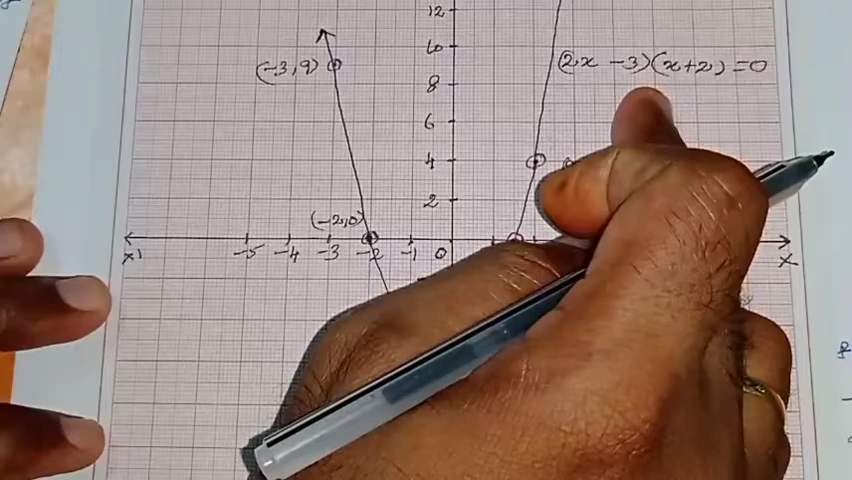 12
10
(-3,9)
(2x -3)(x+2) =0
8
6
4
2
(-2,0)
x'
-5 -4 -3 -2 -1 0
x